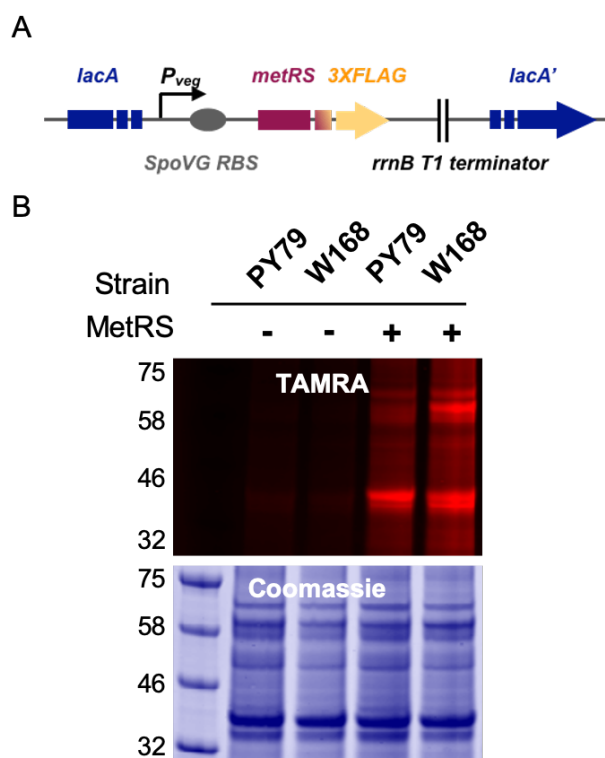 A
lacA Pveg metRS 3XFLAG lacA'
SpoVG RBS rrnB T1 terminator
B
PY79 W168 PY79 W168
Strain
MetRS - - + +
75
TAMRA
58
46
32
75
Coomassie
58
46
32